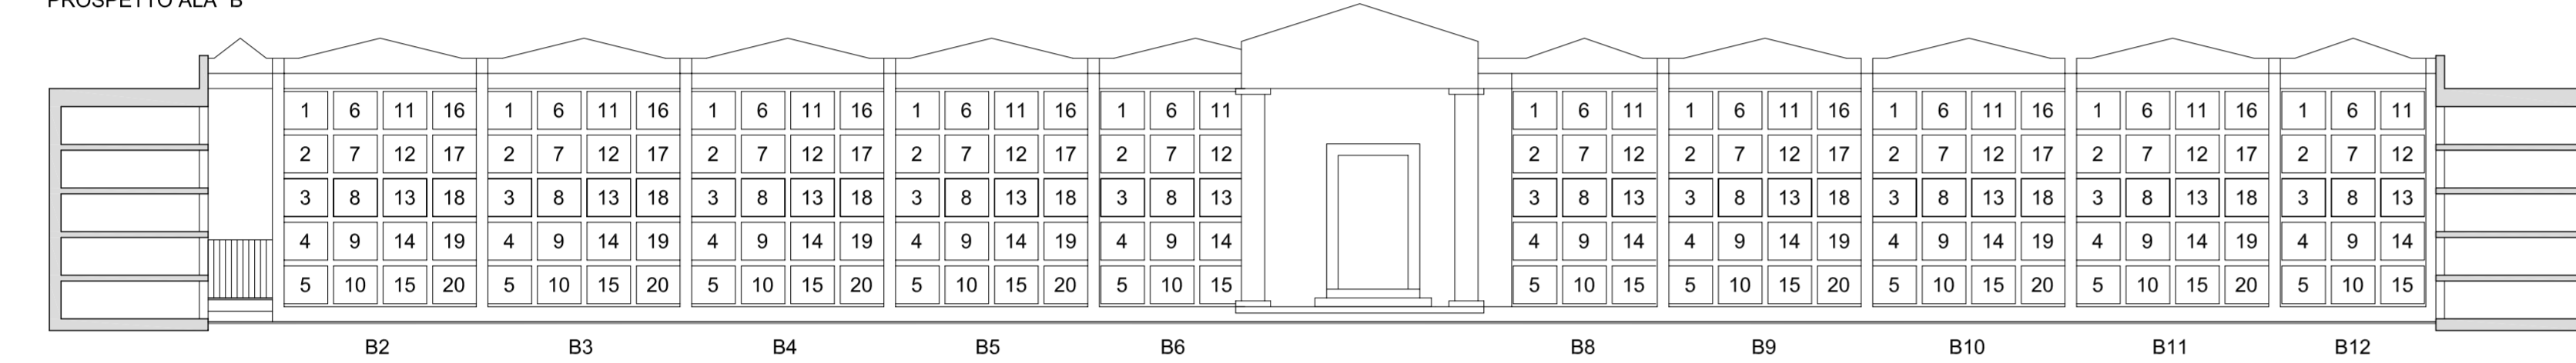 PROSPETTO ALA "B"
1 6 11 16 1 6 11 16 1 6 11 16 1 6 11 16 1 6 11 1 6 11 1 6 11 16 1 6 11 16 1 6 11 16 1 6 11
2 7 12 17 2 7 12 17 2 7 12 17 2 7 12 17 2 7 12 2 7 12 2 7 12 17 2 7 12 17 2 7 12 17 2 7 12
3 8 13 18 3 8 13 18 3 8 13 18 3 8 13 18 3 8 13 3 8 13 3 8 13 18 3 8 13 18 3 8 13 18 3 8 13
4 9 14 19 4 9 14 19 4 9 14 19 4 9 14 19 4 9 14 4 9 14 4 9 14 19 4 9 14 19 4 9 14 19 4 9 14
5 10 15 20 5 10 15 20 5 10 15 20 5 10 15 20 5 10 15 5 10 15 5 10 15 20 5 10 15 20 5 10 15 20 5 10 15
B2 B3 B4 B5 B6 B8 B9 B10 B11 B12